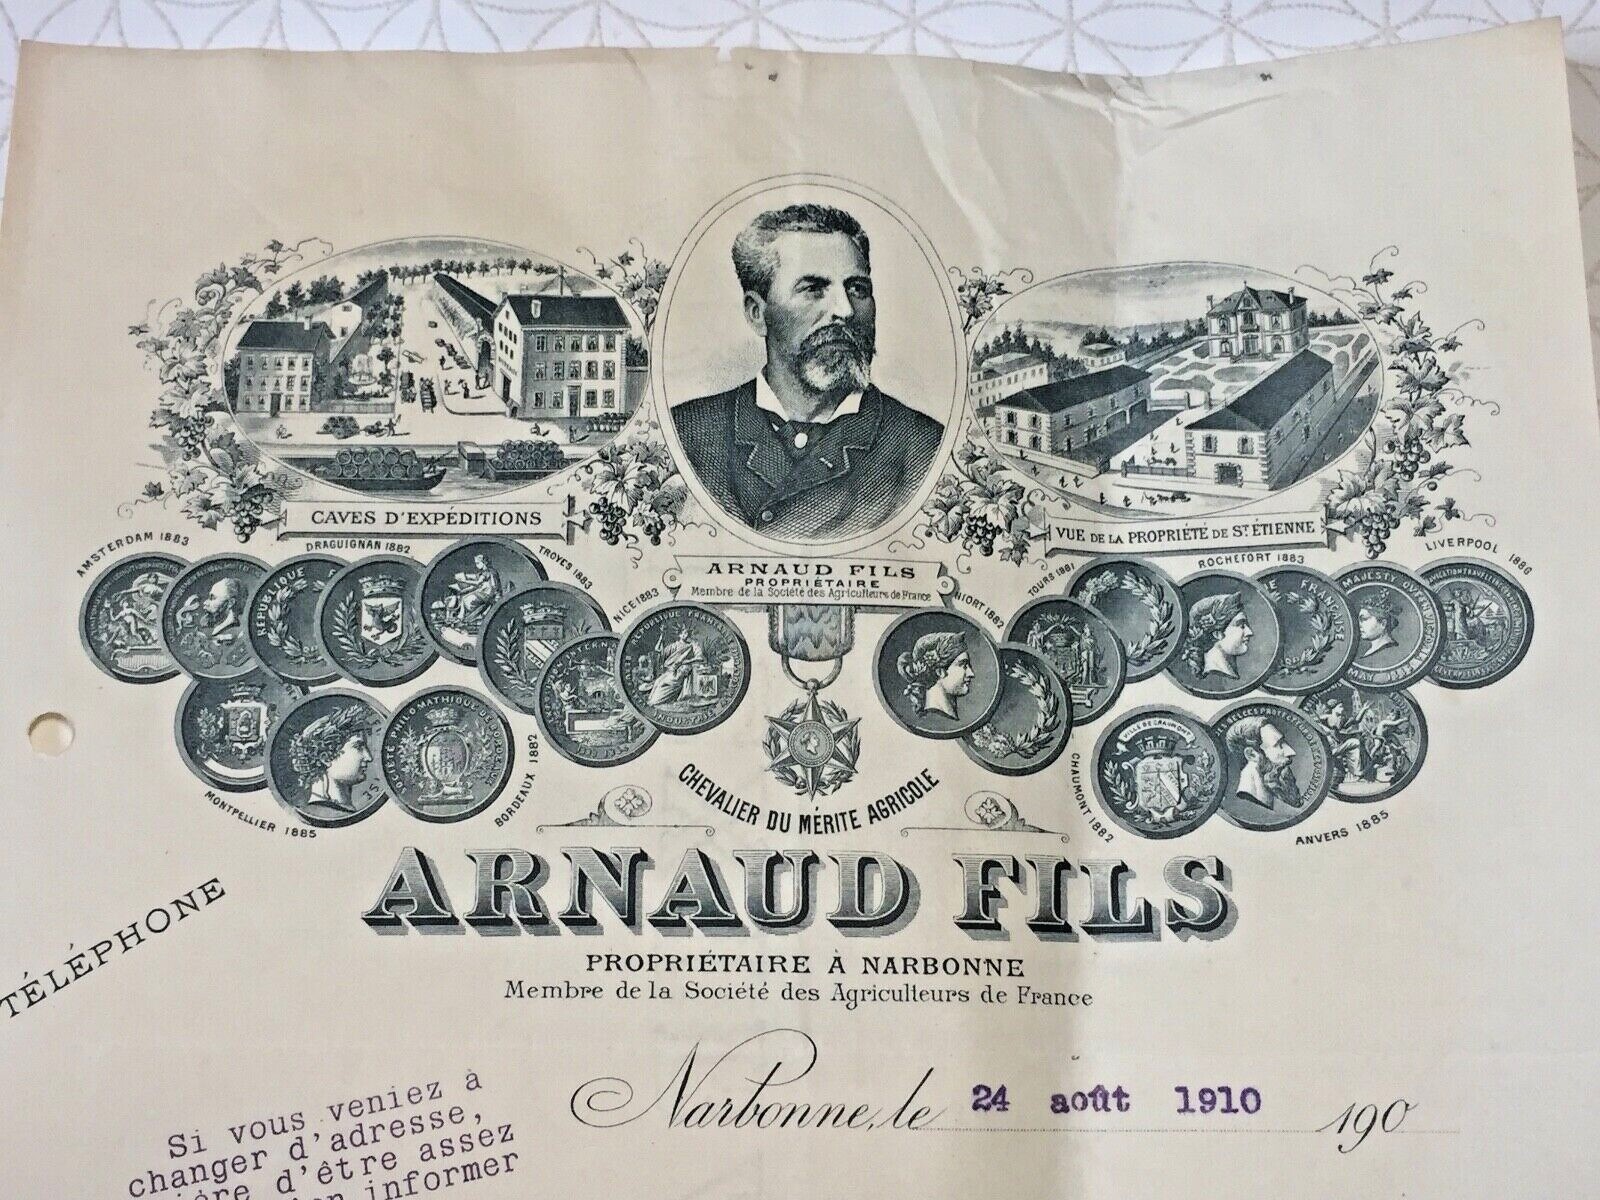 CAVES D'EXPÉDITIONS
VUE DE LA PROPRIÉTÉ DE ST ÉTIENNE
ARNAUD FILS
PROPRIÉTAIRE
Membre de la Société des Agriculteurs de France
AMSTERDAM 1883
DRAGUIGNAN 1882
TROYES 1883
NICE 1883
NIORT 1882
TOURS 1881
ROCHEFORT 1883
LIVERPOOL 1886
MONTPELLIER 1885
BORDEAUX 1882
CHAUMONT 1882
ANVERS 1885
CHEVALIER DU MÉRITE AGRICOLE
ARNAUD FILS
PROPRIÉTAIRE À NARBONNE
Membre de la Société des Agriculteurs de France
TÉLÉPHONE
Narbonne, le 24 août 1910 190
Si vous veniez à
changer d'adresse,
d'être assez
informer